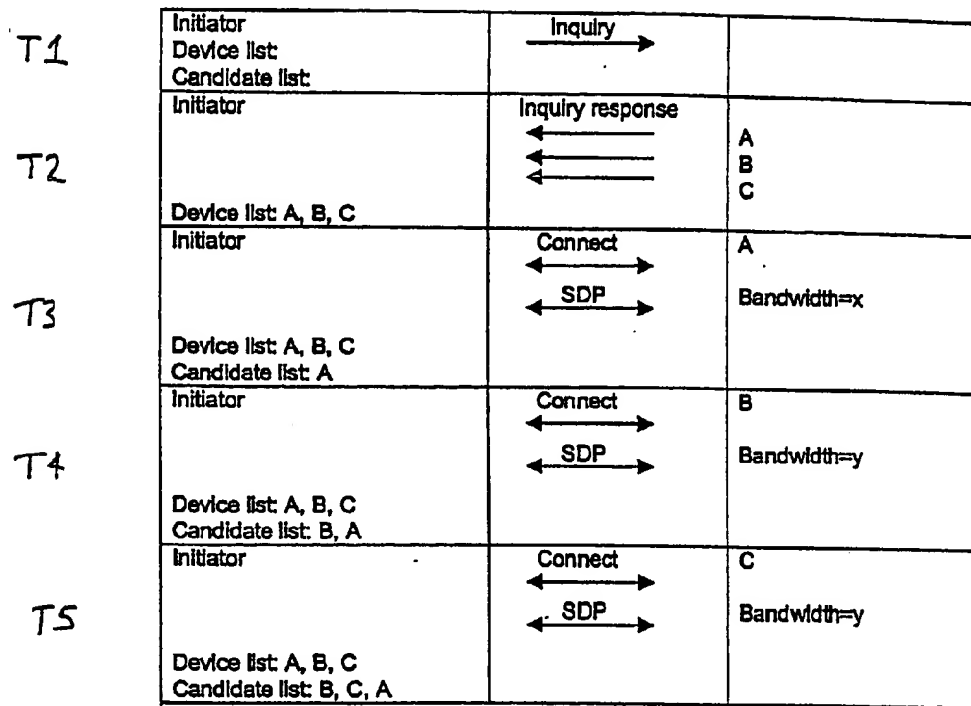 T1
Initiator
Device list:
Candidate list:
Inquiry
T2
Initiator
Device list: A, B, C
Inquiry response
A
B
C
T3
Initiator
Device list: A, B, C
Candidate list: A
Connect
SDP
A
Bandwidth=x
T4
Initiator
Device list: A, B, C
Candidate list: B, A
Connect
SDP
B
Bandwidth=y
T5
Initiator
Device list: A, B, C
Candidate list: B, C, A
Connect
SDP
C
Bandwidth=y